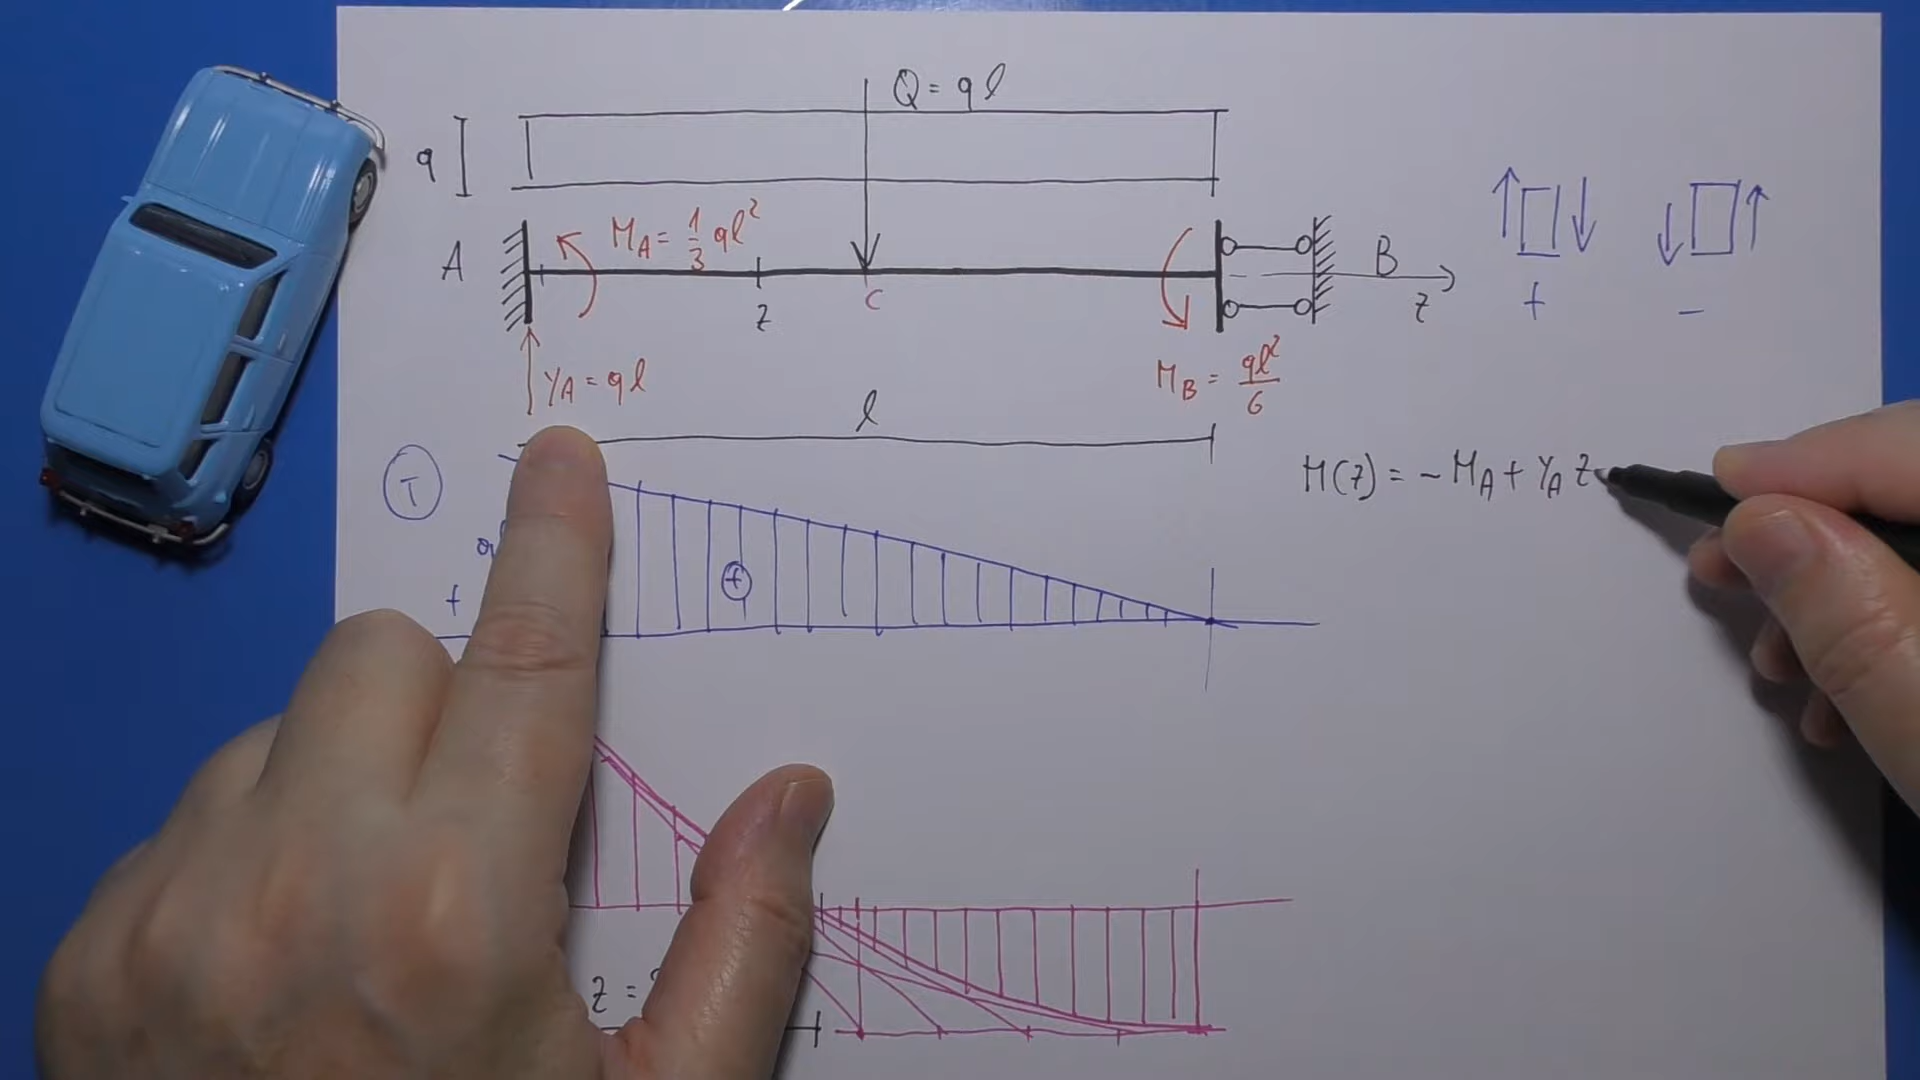 Q = ql
q
A
M_A = 1/3 ql²
z
C
B
z
+
−
Y_A = ql
M_B = ql²/6
l
T
M(z) = − M_A + Y_A z
+
+
z =